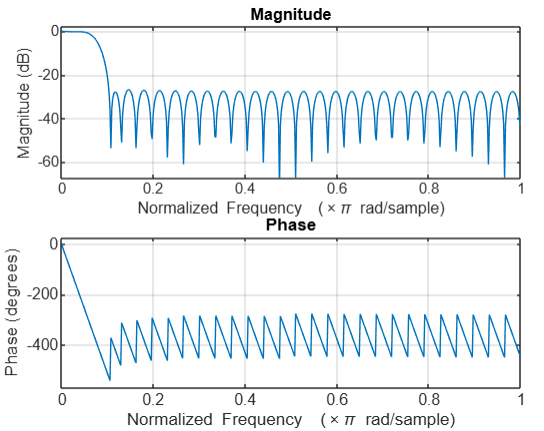 Magnitude
Magnitude (dB)
0
-20
-40
-60
0 0.2 0.4 0.6 0.8 1
Normalized Frequency (× π rad/sample)
Phase
Phase (degrees)
0
-200
-400
0 0.2 0.4 0.6 0.8 1
Normalized Frequency (× π rad/sample)